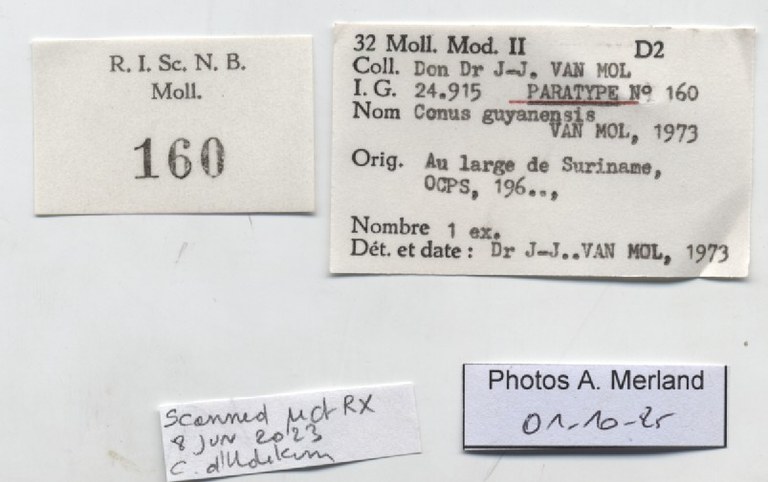 R. I. Sc. N. B.
Moll.
160
32 Moll. Mod. II D2
Coll. Don Dr J-J. VAN MOL
I. G. 24.915 PARATYPE Nº 160
Nom Conus guyanensis
VAN MOL, 1973
Orig. Au large de Suriname,
OCPS, 196..,
Nombre 1 ex.
Dét. et date : Dr J-J..VAN MOL, 1973
Scanned µct RX
8 JUN 2023
C. d'Udekem
Photos A. Merland
01-10-25